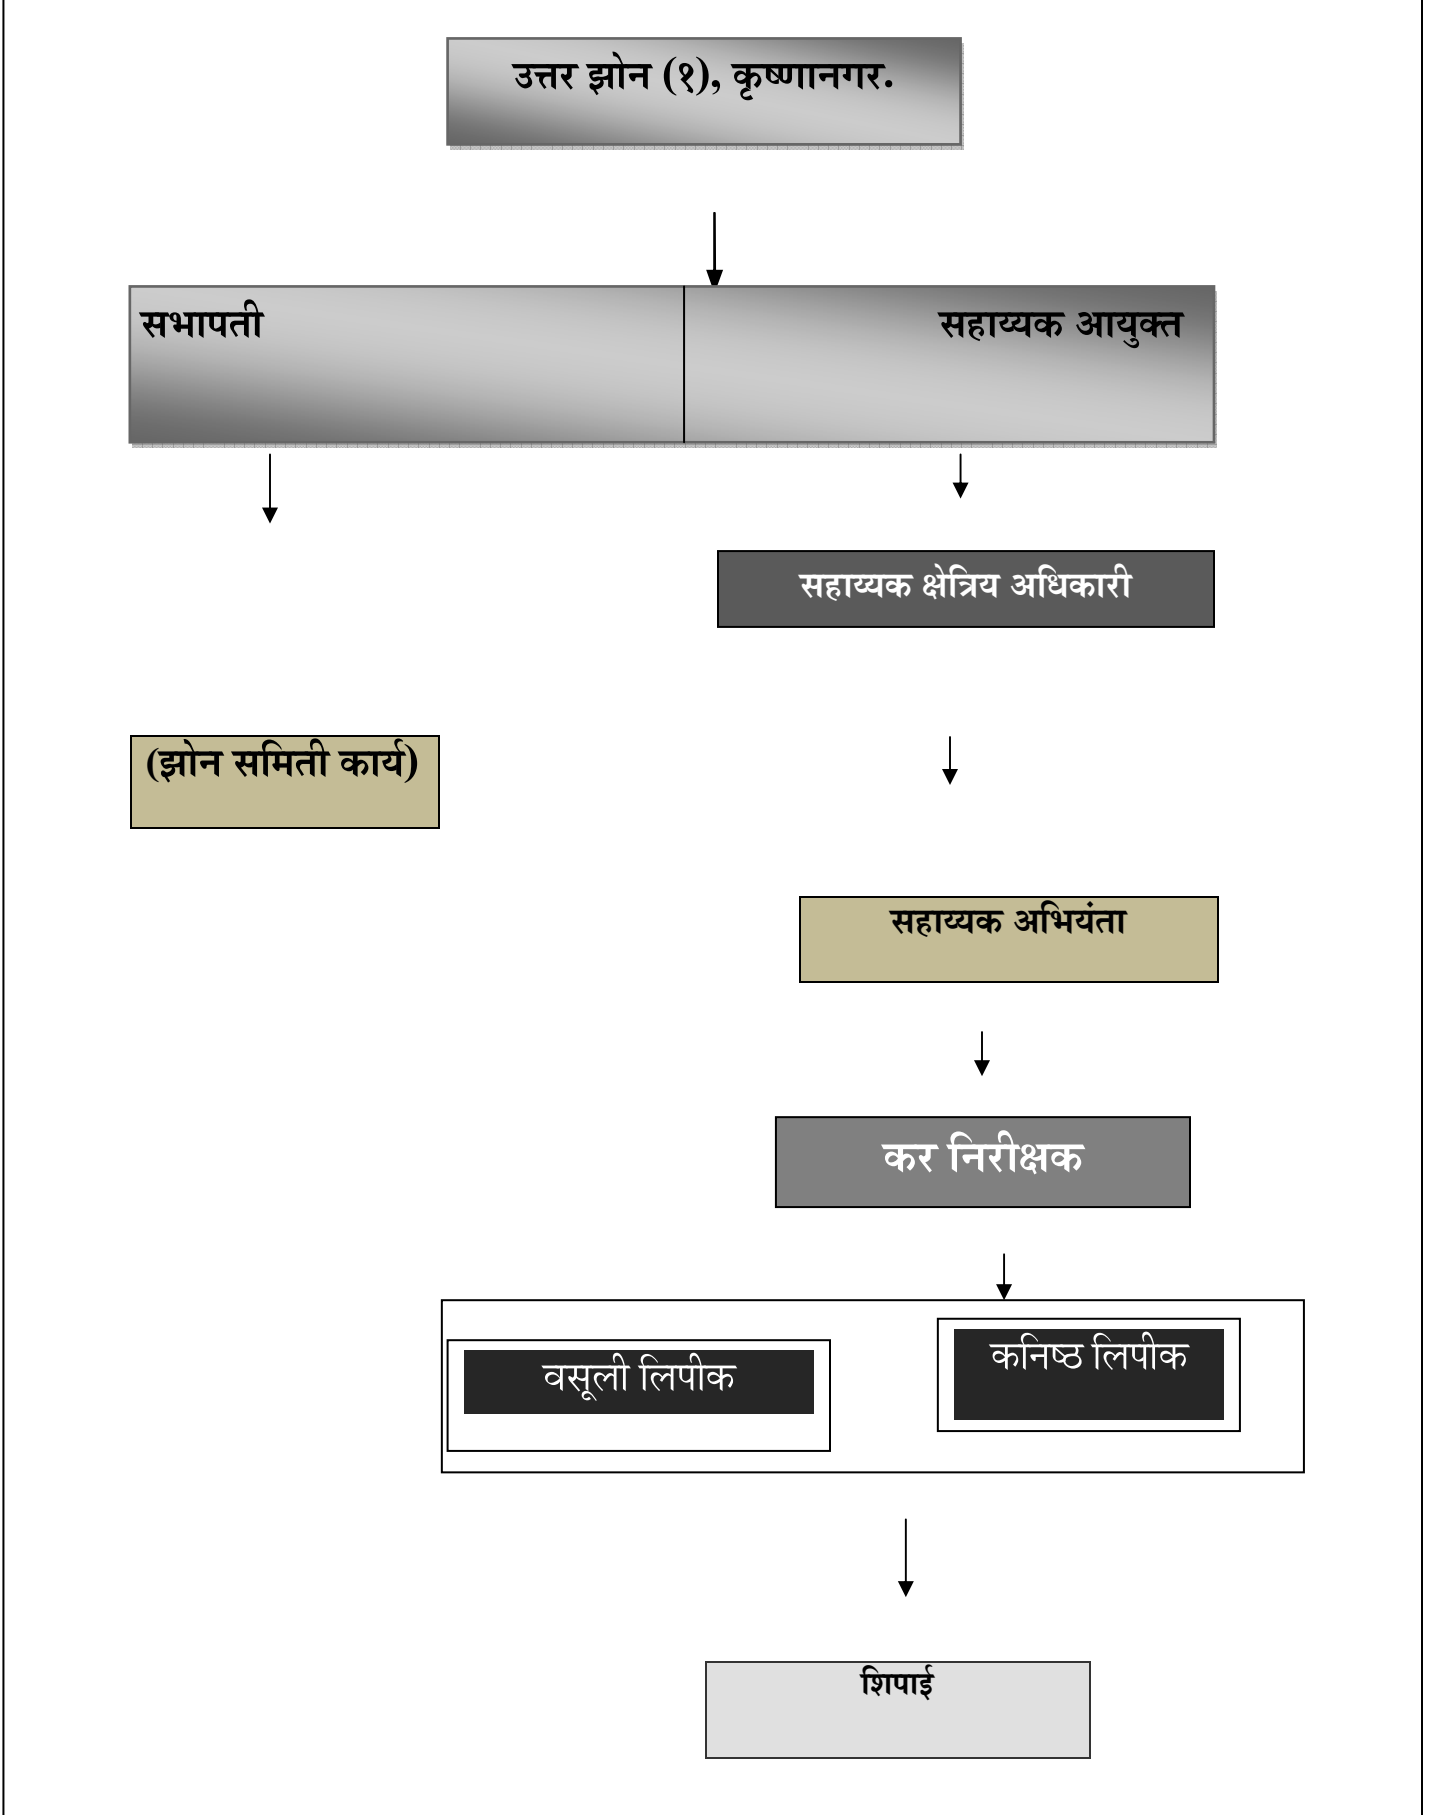 उत्तर झोन (१), कृष्णानगर.
सभापती
सहाय्यक आयुक्त
सहाय्यक क्षेत्रिय अधिकारी
(झोन समिती कार्य)
सहाय्यक अभियंता
कर निरीक्षक
वसूली लिपीक
कनिष्ठ लिपीक
शिपाई